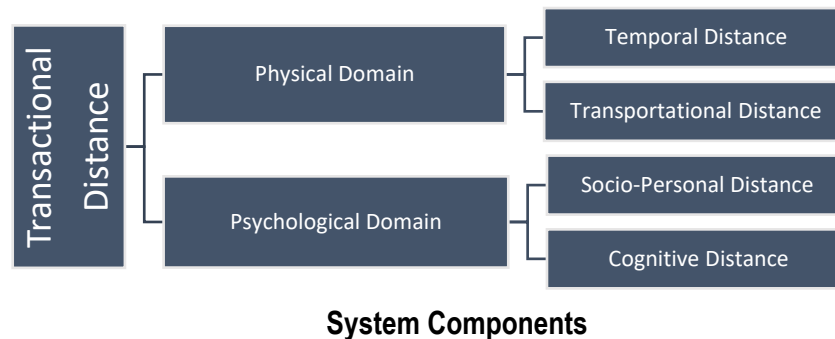 Transactional
Distance
Physical Domain
Temporal Distance
Transportational Distance
Psychological Domain
Socio-Personal Distance
Cognitive Distance
System Components